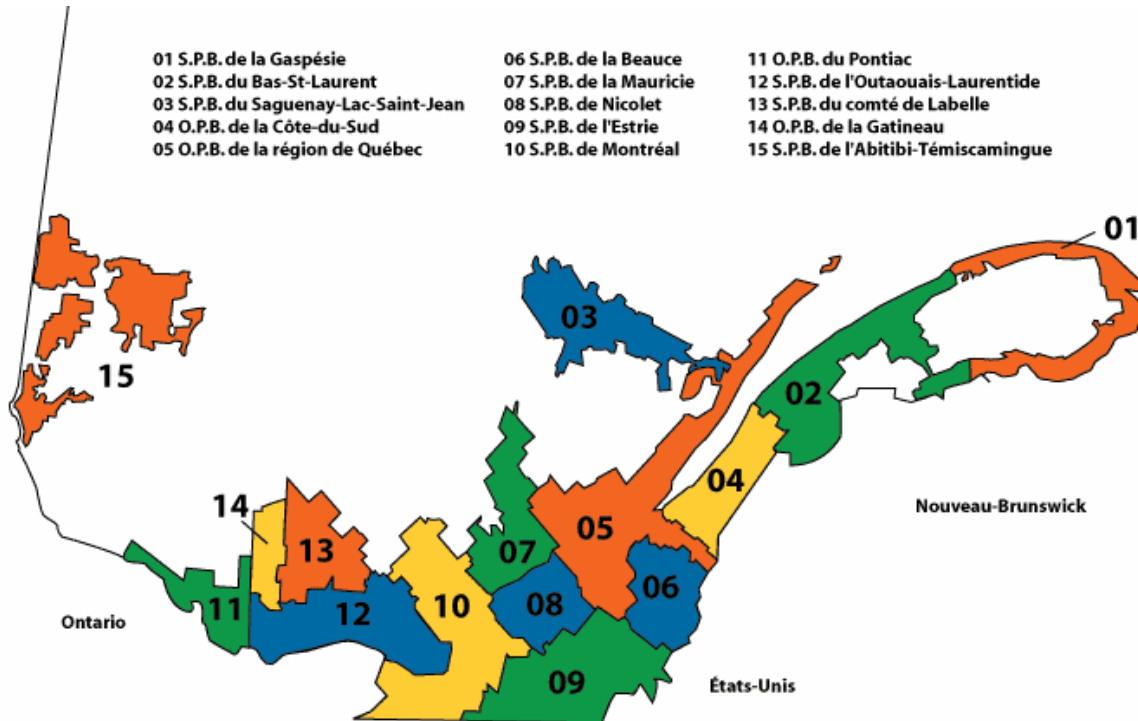 01 S.P.B. de la Gaspésie
02 S.P.B. du Bas-St-Laurent
03 S.P.B. du Saguenay-Lac-Saint-Jean
04 O.P.B. de la Côte-du-Sud
05 O.P.B. de la région de Québec
06 S.P.B. de la Beauce
07 S.P.B. de la Mauricie
08 S.P.B. de Nicolet
09 S.P.B. de l'Estrie
10 S.P.B. de Montréal
11 O.P.B. du Pontiac
12 S.P.B. de l'Outaouais-Laurentide
13 S.P.B. du comté de Labelle
14 O.P.B. de la Gatineau
15 S.P.B. de l'Abitibi-Témiscamingue
01
03
15
02
04
14
Nouveau-Brunswick
05
13
07
06
11
12
10
08
Ontario
09
États-Unis